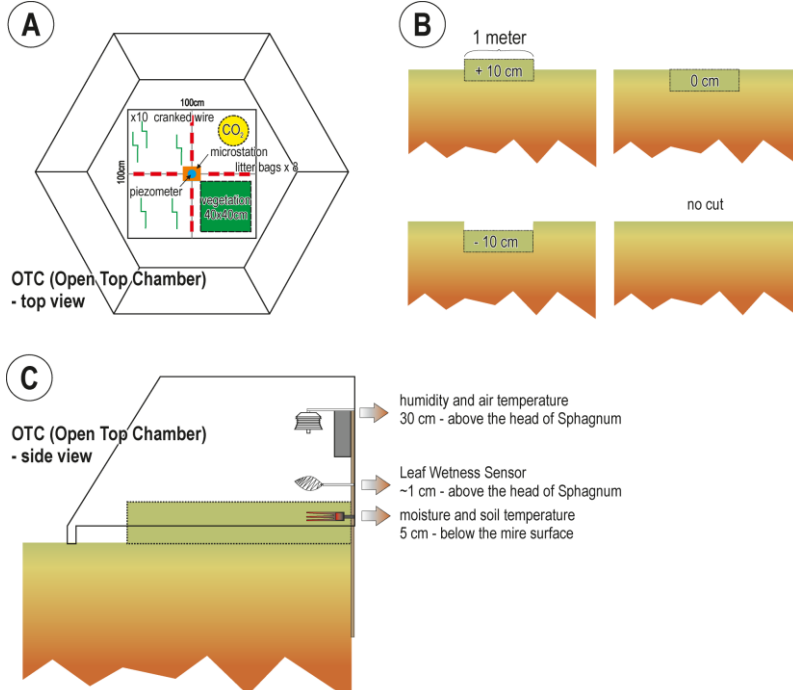 A
100cm
x10 cranked wire
CO2
microstation
100cm
litter bags x 8
piezometer
vegetation
40x40cm
OTC (Open Top Chamber)
- top view
B
1 meter
+ 10 cm
0 cm
no cut
- 10 cm
C
OTC (Open Top Chamber)
- side view
humidity and air temperature
30 cm - above the head of Sphagnum
Leaf Wetness Sensor
~1 cm - above the head of Sphagnum
moisture and soil temperature
5 cm - below the mire surface